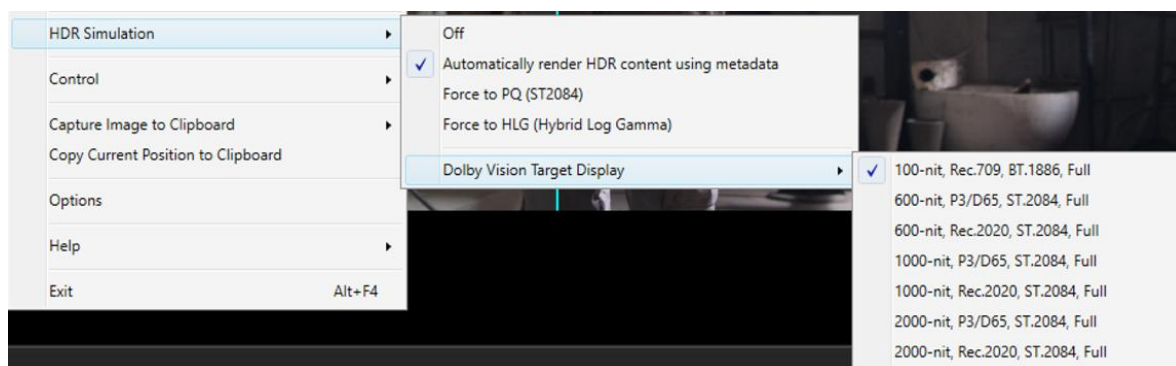 HDR Simulation
Control
Capture Image to Clipboard
Copy Current Position to Clipboard
Options
Help
Exit Alt+F4
Off
Automatically render HDR content using metadata
Force to PQ (ST2084)
Force to HLG (Hybrid Log Gamma)
Dolby Vision Target Display
100-nit, Rec.709, BT.1886, Full
600-nit, P3/D65, ST.2084, Full
600-nit, Rec.2020, ST.2084, Full
1000-nit, P3/D65, ST.2084, Full
1000-nit, Rec.2020, ST.2084, Full
2000-nit, P3/D65, ST.2084, Full
2000-nit, Rec.2020, ST.2084, Full